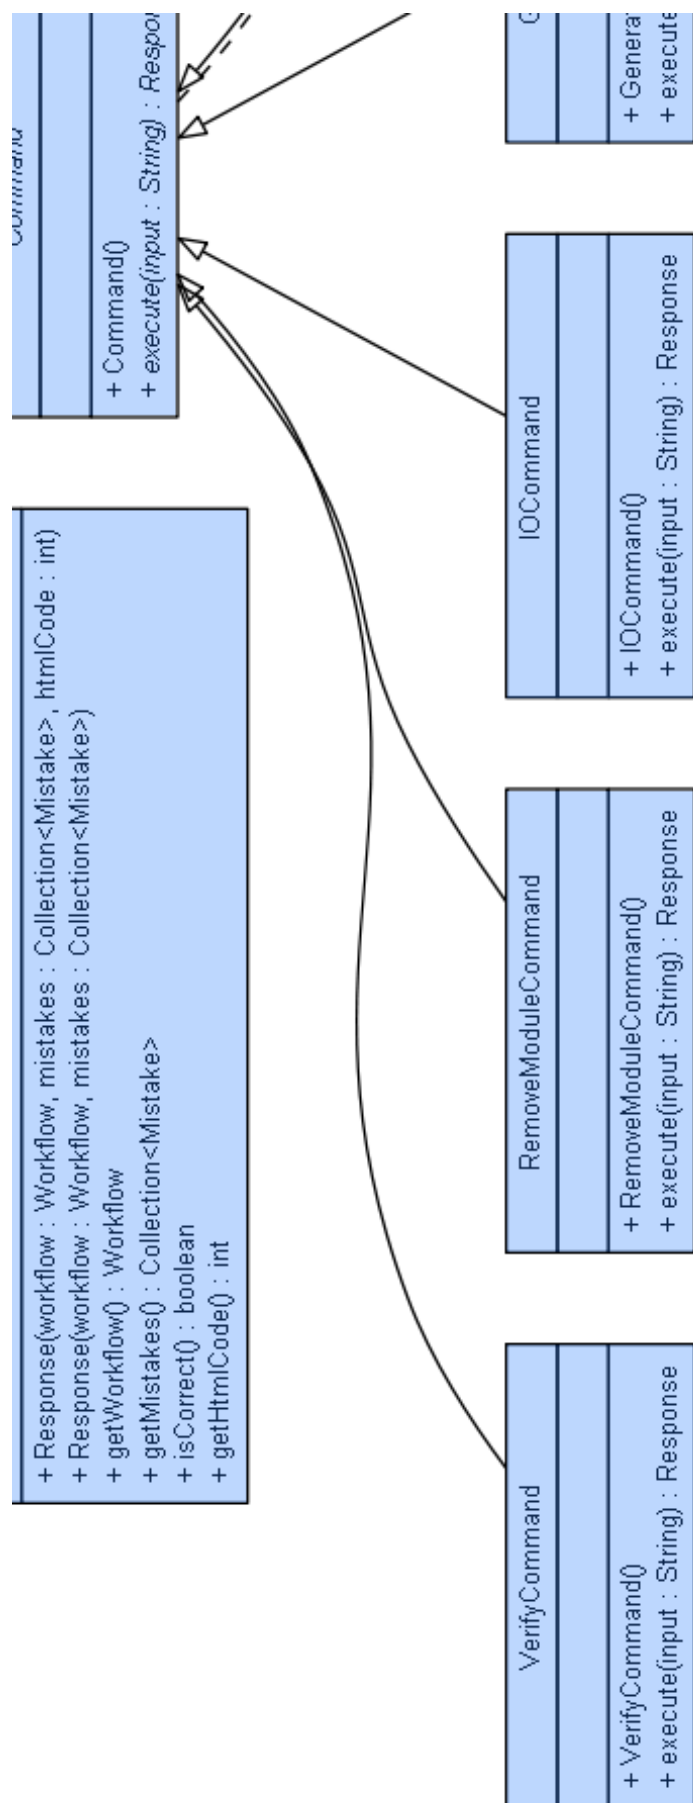 Command
+ Command()
+ execute(input : String) : Respon
+ Response(workflow : Workflow, mistakes : Collection<Mistake>, htmlCode : int)
+ Response(workflow : Workflow, mistakes : Collection<Mistake>)
+ getWorkflow() : Workflow
+ getMistakes() : Collection<Mistake>
+ isCorrect() : boolean
+ getHtmlCode() : int
G
+ Genera
+ execute
IOCommand
+ IOCommand()
+ execute(input : String) : Response
RemoveModuleCommand
+ RemoveModuleCommand()
+ execute(input : String) : Response
VerifyCommand
+ VerifyCommand()
+ execute(input : String) : Response